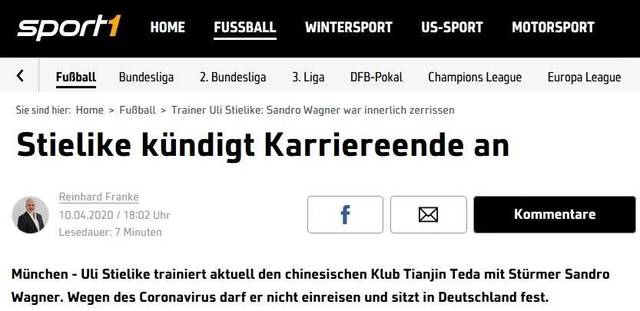 sport1 HOME FUSSBALL WINTERSPORT US-SPORT MOTORSPORT
Fußball Bundesliga 2. Bundesliga 3. Liga DFB-Pokal Champions League Europa League
Sie sind hier: Home > Fußball > Trainer Uli Stielike: Sandro Wagner war innerlich zerrissen
Stielike kündigt Karriereende an
Reinhard Franke
10.04.2020 / 18:02 Uhr
Lesedauer: 7 Minuten
f Kommentare
München - Uli Stielike trainiert aktuell den chinesischen Klub Tianjin Teda mit Stürmer Sandro
Wagner. Wegen des Coronavirus darf er nicht einreisen und sitzt in Deutschland fest.